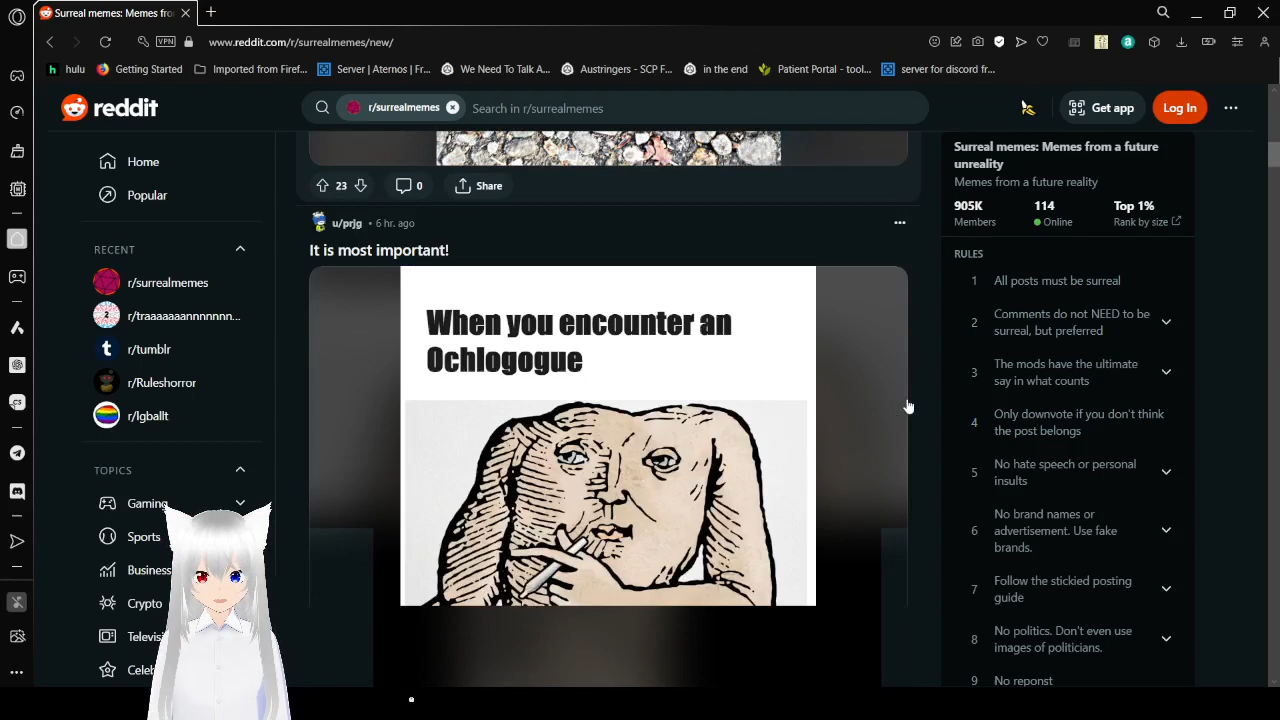 Surreal memes: Memes fro
VPN
www.reddit.com/r/surrealmemes/new/
hulu
Getting Started
Imported from Firef...
Server | Aternos | Fr...
We Need To Talk A...
Austringers - SCP F...
in the end
Patient Portal - tool...
server for discord fr...
reddit
r/surrealmemes
Search in r/surrealmemes
Get app
Log In
Home
Popular
RECENT
r/surrealmemes
r/traaaaaaannnnnn...
r/tumblr
r/Ruleshorror
r/lgballt
TOPICS
Gaming
Sports
Business
Crypto
Televisi
Celeb
23
0
Share
u/prjg • 6 hr. ago
It is most important!
When you encounter an
Ochlogogue
Surreal memes: Memes from a future
unreality
Memes from a future reality
905K
114
Top 1%
Members
Online
Rank by size
RULES
1 All posts must be surreal
2 Comments do not NEED to be
surreal, but preferred
3 The mods have the ultimate
say in what counts
4 Only downvote if you don't think
the post belongs
5 No hate speech or personal
insults
6 No brand names or
advertisement. Use fake
brands.
7 Follow the stickied posting
guide
8 No politics. Don't even use
images of politicians.
9 No reponst